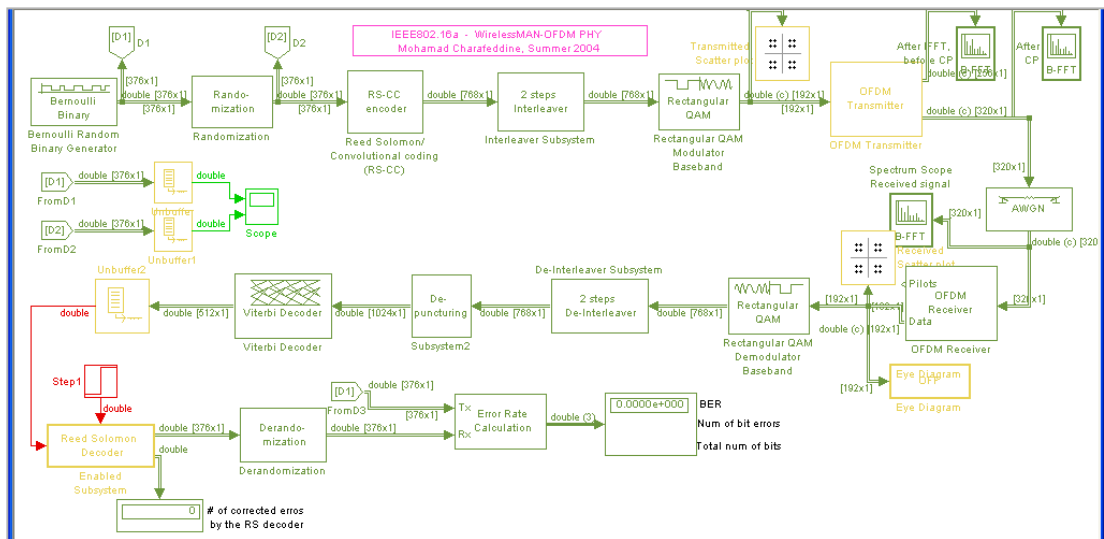 [D1]
D1
[D2]
D2
IEEE802.16a - WirelessMAN-OFDM PHY
Mohamad Charafeddine, Summer 2004
Transmitted
Scatter plot
After IFFT,
before CP
B-FFT
After
CP
B-FFT
[376x1]
double [376x1]
[376x1]
[376x1]
double [376x1]
[376x1]
double [768x1]
double [768x1]
double (c) [192x1]
[192x1]
double (c) [320x1]
Bernoulli
Binary
Bernoulli Random
Binary Generator
Rando-
mization
Randomization
RS-CC
encoder
Reed Solomon/
Convolutional coding
(RS-CC)
2 steps
Interleaver
Interleaver Subsystem
Rectangular
QAM
Rectangular QAM
Modulator
Baseband
OFDM
Transmitter
OFDM Transmitter
[D1]
FromD1
double [376x1]
double
Unbuffe
[D2]
FromD2
double [376x1]
double
Unbuffer1
Scope
Spectrum Scope
Received signal
B-FFT
[320x1]
[320x1]
AWGN
double (c) [320
Received
Scatter plot
[320x1]
Unbuffer2
double
double [512x1]
Viterbi Decoder
Viterbi Decoder
double [1024x1]
De-
puncturing
Subsystem2
double [768x1]
De-Interleaver Subsystem
2 steps
De-Interleaver
double [768x1]
Rectangular
QAM
Rectangular QAM
Demodulator
Baseband
[192x1]
[192x1]
double (c) [192x1]
Pilots
Data
OFDM
Receiver
OFDM Receiver
[192x1]
Eye Diagram
OFF
Eye Diagram
Step1
double
Reed Solomon
Decoder
Enabled
Subsystem
double [376x1]
double
Derando-
mization
Derandomization
double [376x1]
[D1]
FromD3
double [376x1]
[376x1]
Tx
Rx
Error Rate
Calculation
double (3)
0.0000e+000
BER
Num of bit errors
Total num of bits
0
# of corrected erros
by the RS decoder